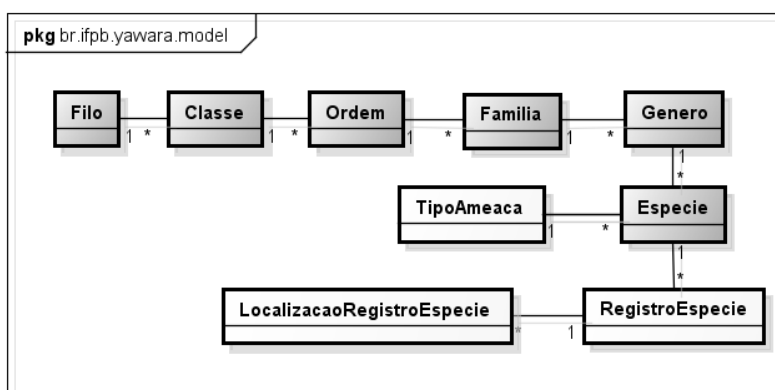 pkg br.ifpb.yawara.model
Filo
Classe
Ordem
Familia
Genero
1 * 1 * 1 * 1 *
1
*
TipoAmeaca
Especie
1 *
1
*
LocalizacaoRegistroEspecie
RegistroEspecie
* 1